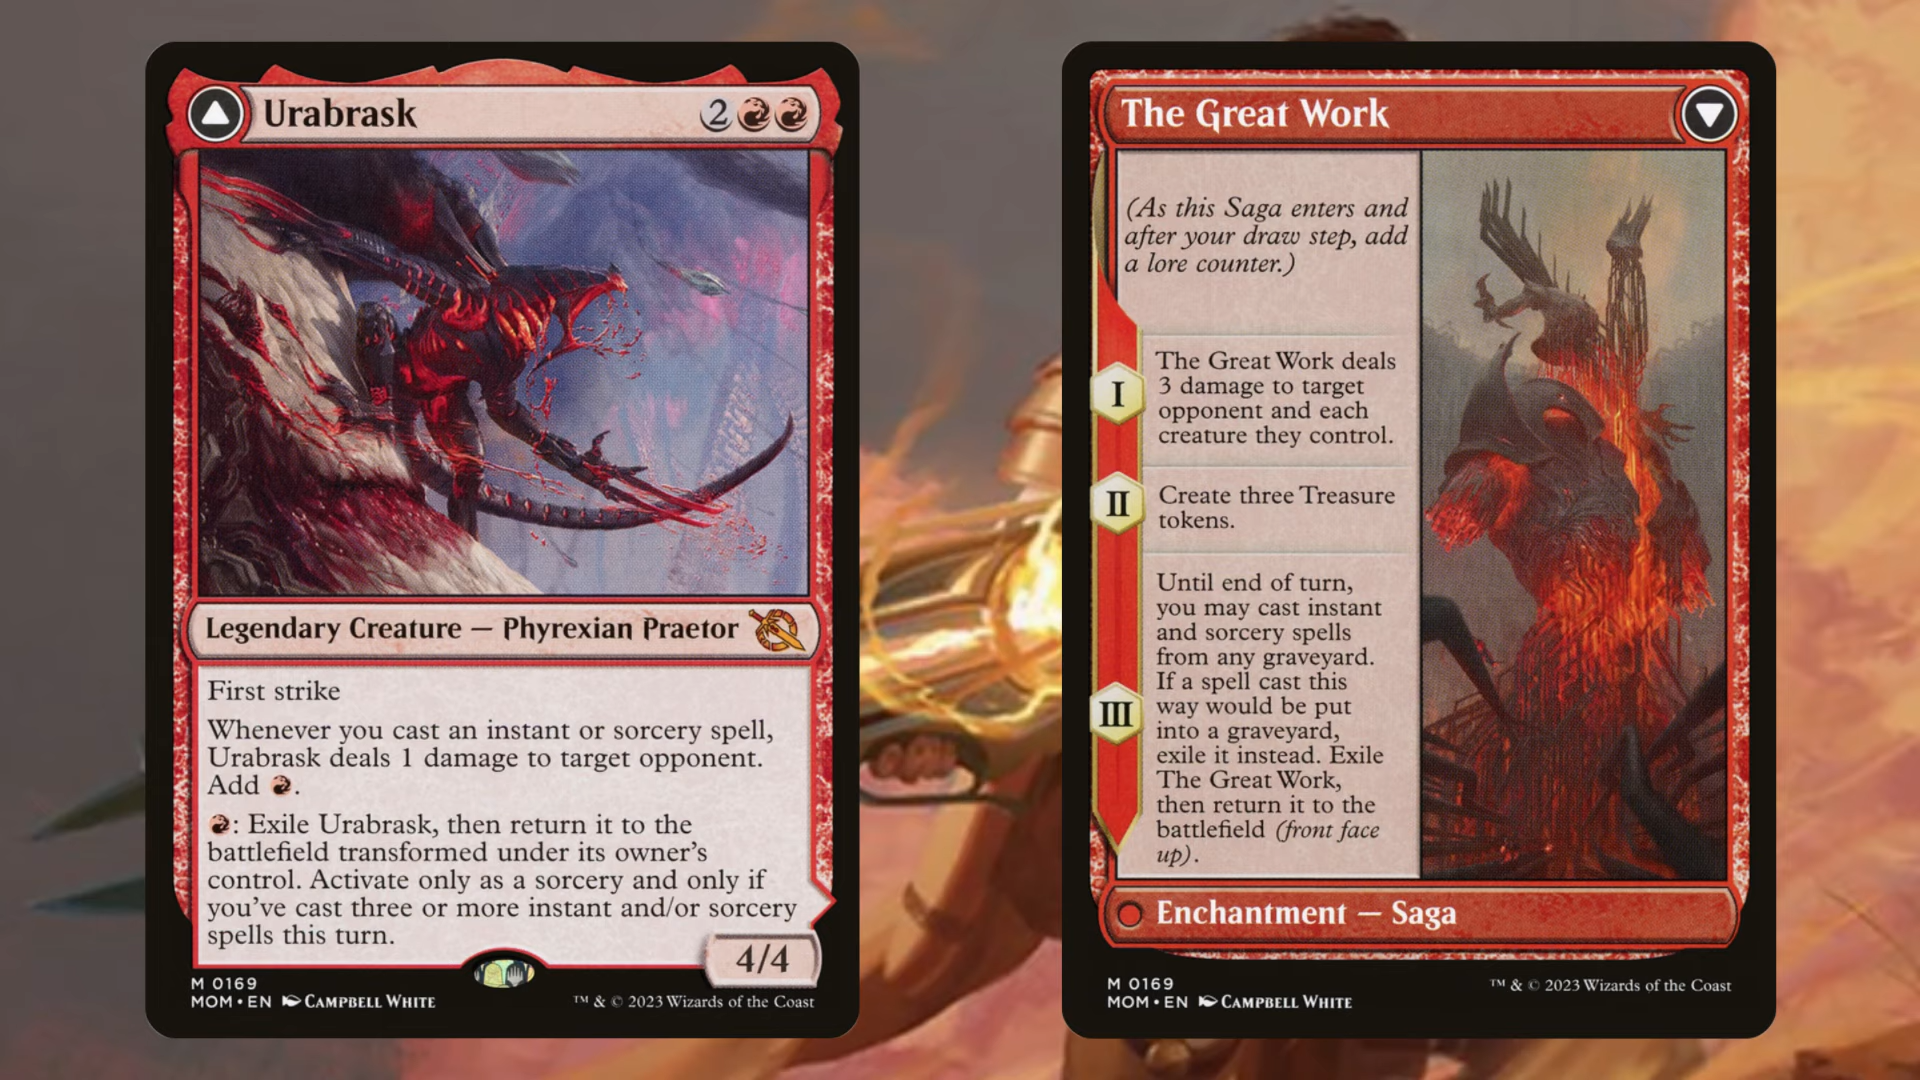 Urabrask
2
Legendary Creature — Phyrexian Praetor
First strike
Whenever you cast an instant or sorcery spell,
Urabrask deals 1 damage to target opponent.
Add .
: Exile Urabrask, then return it to the
battlefield transformed under its owner's
control. Activate only as a sorcery and only if
you've cast three or more instant and/or sorcery
spells this turn.
4/4
M 0169
MOM • EN CAMPBELL WHITE
™ & © 2023 Wizards of the Coast
The Great Work
(As this Saga enters and
after your draw step, add
a lore counter.)
I
The Great Work deals
3 damage to target
opponent and each
creature they control.
II
Create three Treasure
tokens.
III
Until end of turn,
you may cast instant
and sorcery spells
from any graveyard.
If a spell cast this
way would be put
into a graveyard,
exile it instead. Exile
The Great Work,
then return it to the
battlefield (front face
up).
Enchantment — Saga
M 0169
MOM • EN CAMPBELL WHITE
™ & © 2023 Wizards of the Coast